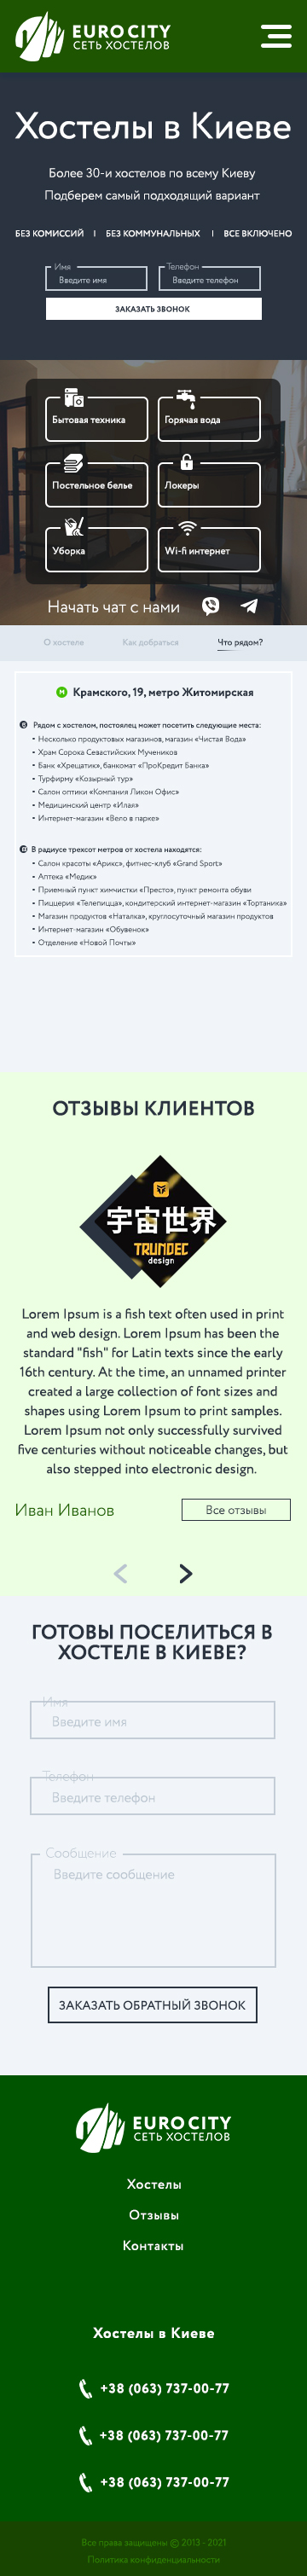 EUROCITY
СЕТЬ ХОСТЕЛОВ
Хостелы в Киеве
Более 30-и хостелов по всему Киеву
Подберем самый подходящий вариант
БЕЗ КОМИССИЙ | БЕЗ КОММУНАЛЬНЫХ | ВСЕ ВКЛЮЧЕНО
Имя Телефон
Введите имя Введите телефон
ЗАКАЗАТЬ ЗВОНОК
Бытовая техника Горячая вода
Постельное белье Локеры
Уборка Wi-fi интернет
Начать чат с нами
О хостеле Как добраться Что рядом?
М Крамского, 19, метро Житомирская
Рядом с хостелом, постоялец может посетить следующие места:
• Несколько продуктовых магазинов, магазин «Чистая Вода»
• Храм Сорока Севастийских Мучеников
• Банк «Хрещатик», банкомат «ПроКредит Банка»
• Турфирму «Козырный тур»
• Салон оптики «Компания Ликон Офис»
• Медицинский центр «Илая»
• Интернет-магазин «Вело в парке»
В радиусе трехсот метров от хостела находятся:
• Салон красоты «Арикс», фитнес-клуб «Grand Sport»
• Аптека «Медик»
• Приемный пункт химчистки «Престо», пункт ремонта обуви
• Пиццерия «Телепицца», кондитерский интернет-магазин «Тортаника»
• Магазин продуктов «Наталка», круглосуточный магазин продуктов
• Интернет-магазин «Обувенок»
• Отделение «Новой Почты»
ОТЗЫВЫ КЛИЕНТОВ
宇宙世界
TRUNDEC
design
Lorem Ipsum is a fish text often used in print
and web design. Lorem Ipsum has been the
standard "fish" for Latin texts since the early
16th century. At the time, an unnamed printer
created a large collection of font sizes and
shapes using Lorem Ipsum to print samples.
Lorem Ipsum not only successfully survived
five centuries without noticeable changes, but
also stepped into electronic design.
Иван Иванов Все отзывы
ГОТОВЫ ПОСЕЛИТЬСЯ В
ХОСТЕЛЕ В КИЕВЕ?
Имя
Введите имя
Телефон
Введите телефон
Сообщение
Введите сообщение
ЗАКАЗАТЬ ОБРАТНЫЙ ЗВОНОК
EUROCITY
СЕТЬ ХОСТЕЛОВ
Хостелы
Отзывы
Контакты
Хостелы в Киеве
+38 (063) 737-00-77
+38 (063) 737-00-77
+38 (063) 737-00-77
Все права защищены © 2013 - 2021
Политика конфиденциальности